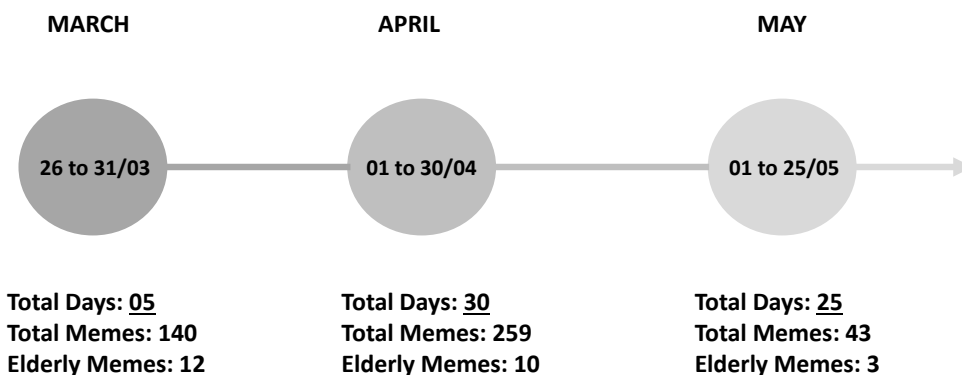 MARCH
APRIL
MAY
26 to 31/03
01 to 30/04
01 to 25/05
Total Days: 05
Total Memes: 140
Elderly Memes: 12
Total Days: 30
Total Memes: 259
Elderly Memes: 10
Total Days: 25
Total Memes: 43
Elderly Memes: 3